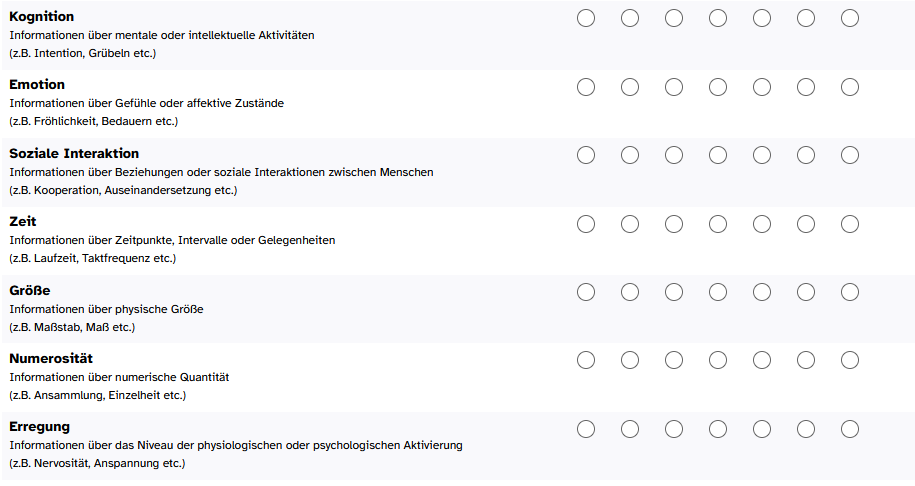 Kognition
Informationen über mentale oder intellektuelle Aktivitäten
(z.B. Intention, Grübeln etc.)
Emotion
Informationen über Gefühle oder affektive Zustände
(z.B. Fröhlichkeit, Bedauern etc.)
Soziale Interaktion
Informationen über Beziehungen oder soziale Interaktionen zwischen Menschen
(z.B. Kooperation, Auseinandersetzung etc.)
Zeit
Informationen über Zeitpunkte, Intervalle oder Gelegenheiten
(z.B. Laufzeit, Taktfrequenz etc.)
Größe
Informationen über physische Größe
(z.B. Maßstab, Maß etc.)
Numerosität
Informationen über numerische Quantität
(z.B. Ansammlung, Einzelheit etc.)
Erregung
Informationen über das Niveau der physiologischen oder psychologischen Aktivierung
(z.B. Nervosität, Anspannung etc.)